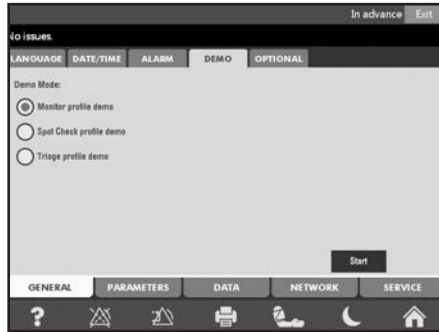 In advance Exit
No issues.
LANGUAGE DATE/TIME ALARM DEMO OPTIONAL
Demo Mode:
Monitor profile demo
Spot Check profile demo
Triage profile demo
Start
GENERAL PARAMETERS DATA NETWORK SERVICE
?